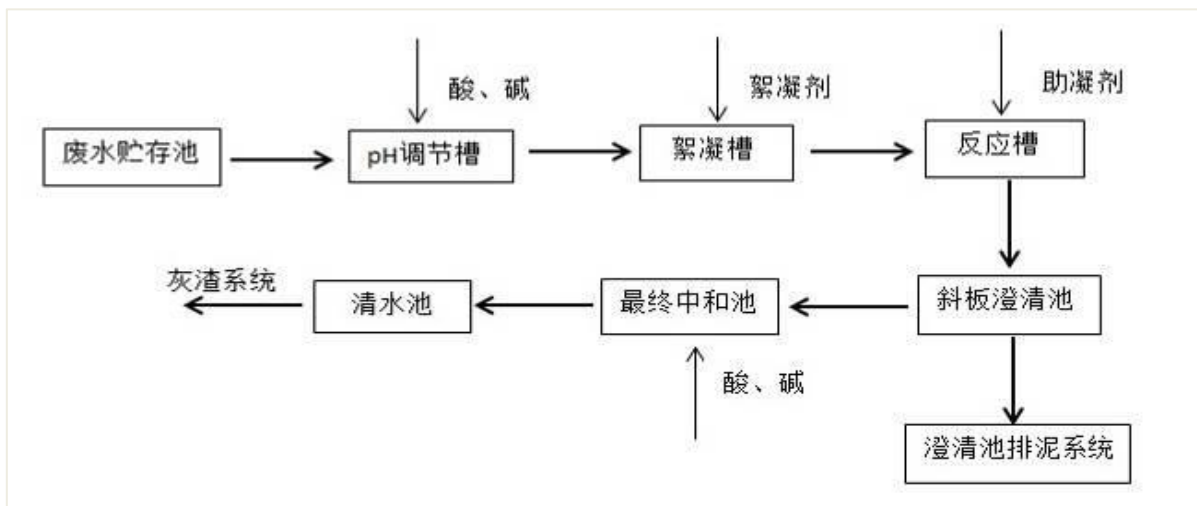 酸、碱
絮凝剂
助凝剂
废水贮存池
pH调节槽
絮凝槽
反应槽
灰渣系统
清水池
最终中和池
斜板澄清池
酸、碱
澄清池排泥系统